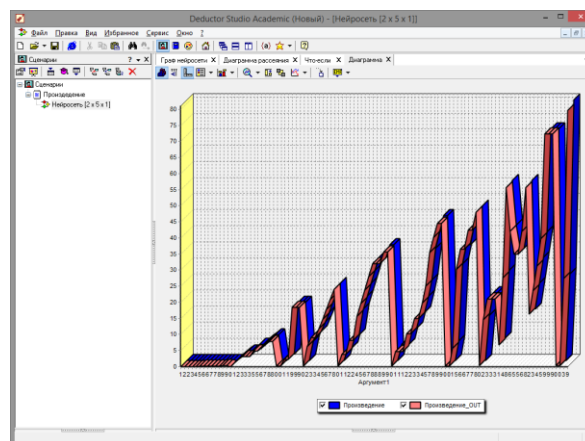 Deductor Studio Academic (Новый) - [Нейросеть [2 x 5 x 1]
Файл Правка Вид Избранное Сервис Окно ?
Сценарии
Граф нейросети X Диаграмма рассеяния X Что-если X Диаграмма X
Сценарии
Произведение
Нейросеть [2 x 5 x 1]
80
75
70
65
60
55
50
45
40
35
30
25
20
15
10
5
0
Аргумент1
Произведение Произведение_OUT